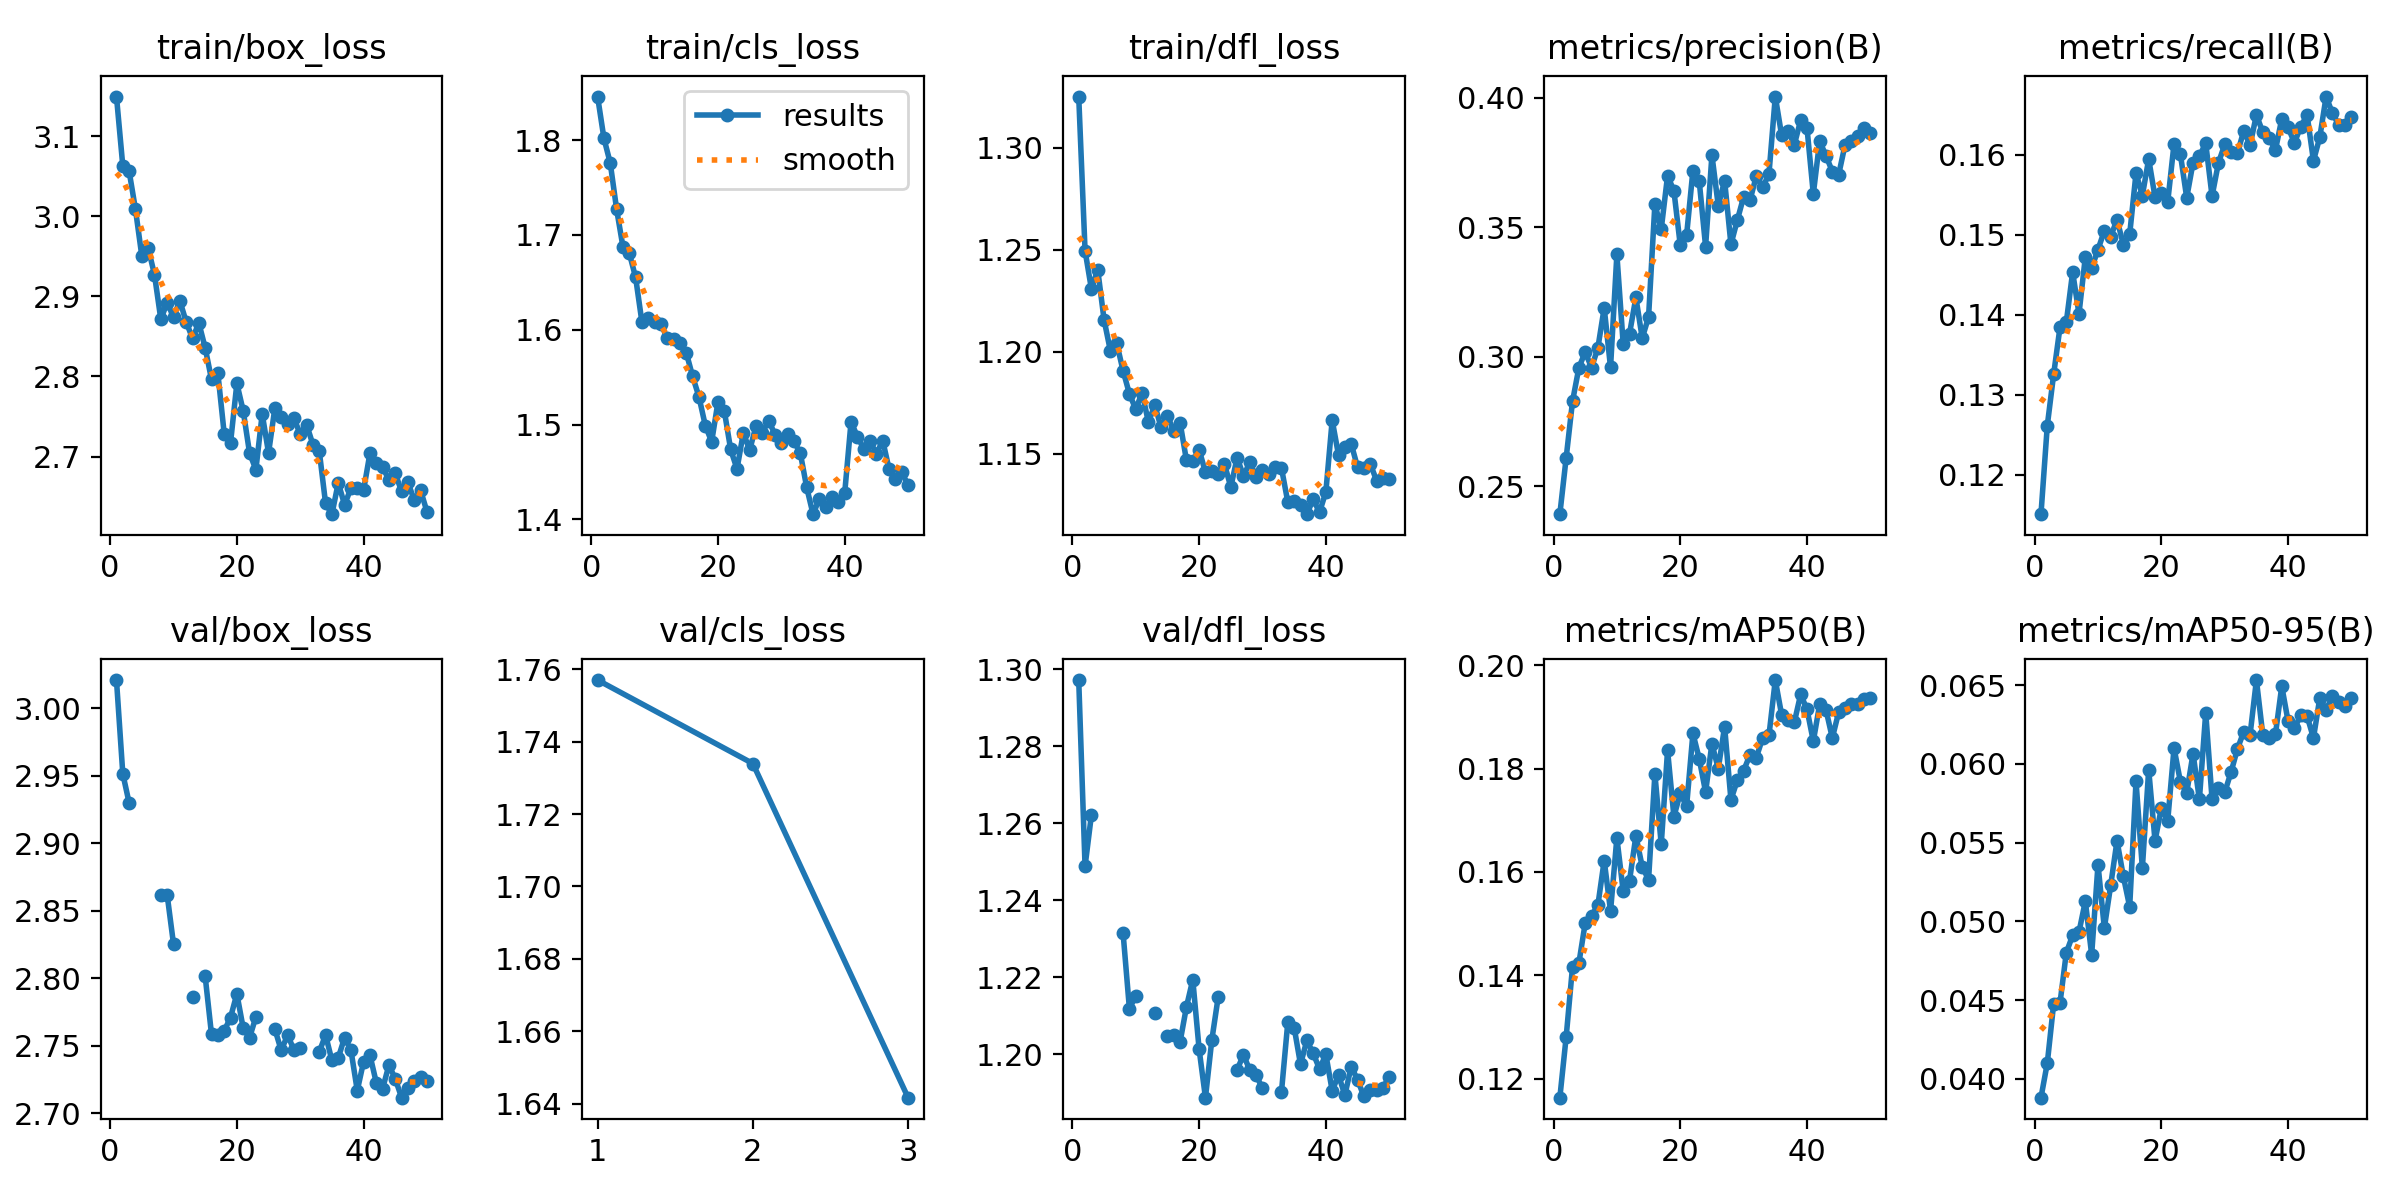 train/box_loss
3.1
3.0
2.9
2.8
2.7
0 20 40
train/cls_loss
results
smooth
1.8
1.7
1.6
1.5
1.4
0 20 40
train/dfl_loss
1.30
1.25
1.20
1.15
0 20 40
metrics/precision(B)
0.40
0.35
0.30
0.25
0 20 40
metrics/recall(B)
0.16
0.15
0.14
0.13
0.12
0 20 40
val/box_loss
3.00
2.95
2.90
2.85
2.80
2.75
2.70
0 20 40
val/cls_loss
1.76
1.74
1.72
1.70
1.68
1.66
1.64
1 2 3
val/dfl_loss
1.30
1.28
1.26
1.24
1.22
1.20
0 20 40
metrics/mAP50(B)
0.20
0.18
0.16
0.14
0.12
0 20 40
metrics/mAP50-95(B)
0.065
0.060
0.055
0.050
0.045
0.040
0 20 40